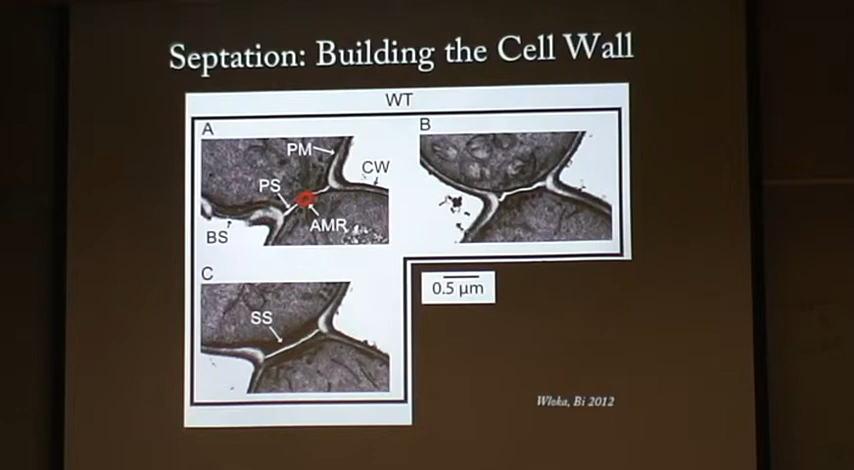 Septation: Building the Cell Wall
WT
A
PM
CW
PS
AMR
BS
B
C
SS
0.5 µm
Wloka, Bi 2012